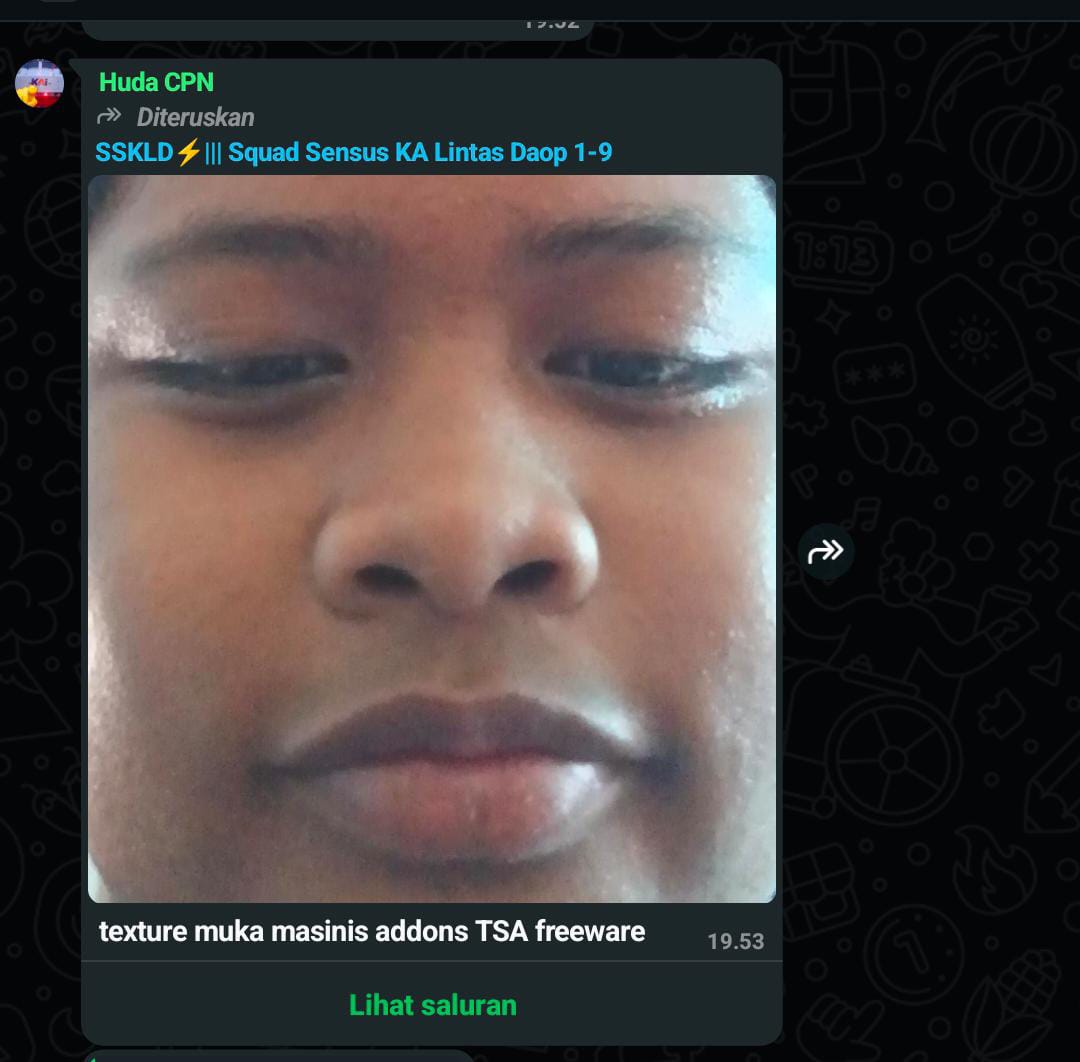 19.52
Huda CPN
Diteruskan
SSKLD⚡||| Squad Sensus KA Lintas Daop 1-9
texture muka masinis addons TSA freeware
19.53
Lihat saluran